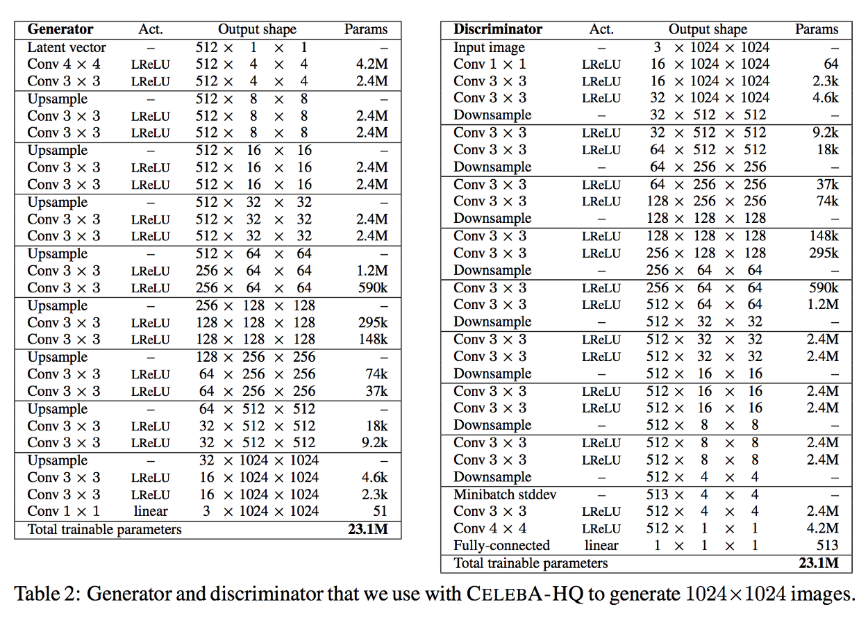 Generator Act. Output shape Params
Latent vector – 512 × 1 × 1 –
Conv 4 × 4 LReLU 512 × 4 × 4 4.2M
Conv 3 × 3 LReLU 512 × 4 × 4 2.4M
Upsample – 512 × 8 × 8 –
Conv 3 × 3 LReLU 512 × 8 × 8 2.4M
Conv 3 × 3 LReLU 512 × 8 × 8 2.4M
Upsample – 512 × 16 × 16 –
Conv 3 × 3 LReLU 512 × 16 × 16 2.4M
Conv 3 × 3 LReLU 512 × 16 × 16 2.4M
Upsample – 512 × 32 × 32 –
Conv 3 × 3 LReLU 512 × 32 × 32 2.4M
Conv 3 × 3 LReLU 512 × 32 × 32 2.4M
Upsample – 512 × 64 × 64 –
Conv 3 × 3 LReLU 256 × 64 × 64 1.2M
Conv 3 × 3 LReLU 256 × 64 × 64 590k
Upsample – 256 × 128 × 128 –
Conv 3 × 3 LReLU 128 × 128 × 128 295k
Conv 3 × 3 LReLU 128 × 128 × 128 148k
Upsample – 128 × 256 × 256 –
Conv 3 × 3 LReLU 64 × 256 × 256 74k
Conv 3 × 3 LReLU 64 × 256 × 256 37k
Upsample – 64 × 512 × 512 –
Conv 3 × 3 LReLU 32 × 512 × 512 18k
Conv 3 × 3 LReLU 32 × 512 × 512 9.2k
Upsample – 32 × 1024 × 1024 –
Conv 3 × 3 LReLU 16 × 1024 × 1024 4.6k
Conv 3 × 3 LReLU 16 × 1024 × 1024 2.3k
Conv 1 × 1 linear 3 × 1024 × 1024 51
Total trainable parameters 23.1M
Discriminator Act. Output shape Params
Input image – 3 × 1024 × 1024 –
Conv 1 × 1 LReLU 16 × 1024 × 1024 64
Conv 3 × 3 LReLU 16 × 1024 × 1024 2.3k
Conv 3 × 3 LReLU 32 × 1024 × 1024 4.6k
Downsample – 32 × 512 × 512 –
Conv 3 × 3 LReLU 32 × 512 × 512 9.2k
Conv 3 × 3 LReLU 64 × 512 × 512 18k
Downsample – 64 × 256 × 256 –
Conv 3 × 3 LReLU 64 × 256 × 256 37k
Conv 3 × 3 LReLU 128 × 256 × 256 74k
Downsample – 128 × 128 × 128 –
Conv 3 × 3 LReLU 128 × 128 × 128 148k
Conv 3 × 3 LReLU 256 × 128 × 128 295k
Downsample – 256 × 64 × 64 –
Conv 3 × 3 LReLU 256 × 64 × 64 590k
Conv 3 × 3 LReLU 512 × 64 × 64 1.2M
Downsample – 512 × 32 × 32 –
Conv 3 × 3 LReLU 512 × 32 × 32 2.4M
Conv 3 × 3 LReLU 512 × 32 × 32 2.4M
Downsample – 512 × 16 × 16 –
Conv 3 × 3 LReLU 512 × 16 × 16 2.4M
Conv 3 × 3 LReLU 512 × 16 × 16 2.4M
Downsample – 512 × 8 × 8 –
Conv 3 × 3 LReLU 512 × 8 × 8 2.4M
Conv 3 × 3 LReLU 512 × 8 × 8 2.4M
Downsample – 512 × 4 × 4 –
Minibatch stddev – 513 × 4 × 4 –
Conv 3 × 3 LReLU 512 × 4 × 4 2.4M
Conv 4 × 4 LReLU 512 × 1 × 1 4.2M
Fully-connected linear 1 × 1 × 1 513
Total trainable parameters 23.1M
Table 2: Generator and discriminator that we use with CELEBA-HQ to generate 1024×1024 images.